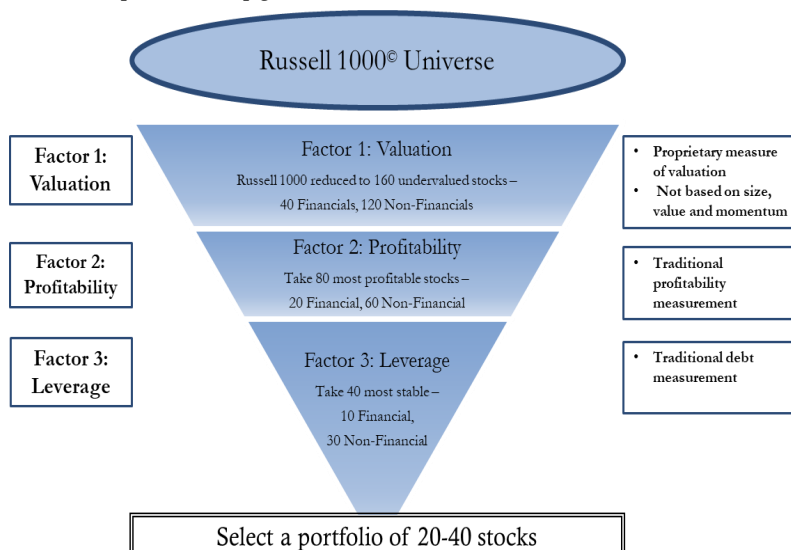 Russell 1000© Universe
Factor 1:
Valuation
Factor 1: Valuation
Russell 1000 reduced to 160 undervalued stocks –
40 Financials, 120 Non-Financials
• Proprietary measure
of valuation
• Not based on size,
value and momentum
Factor 2:
Profitability
Factor 2: Profitability
Take 80 most profitable stocks –
20 Financial, 60 Non-Financial
• Traditional
profitability
measurement
Factor 3:
Leverage
Factor 3: Leverage
Take 40 most stable –
10 Financial,
30 Non-Financial
• Traditional debt
measurement
Select a portfolio of 20-40 stocks